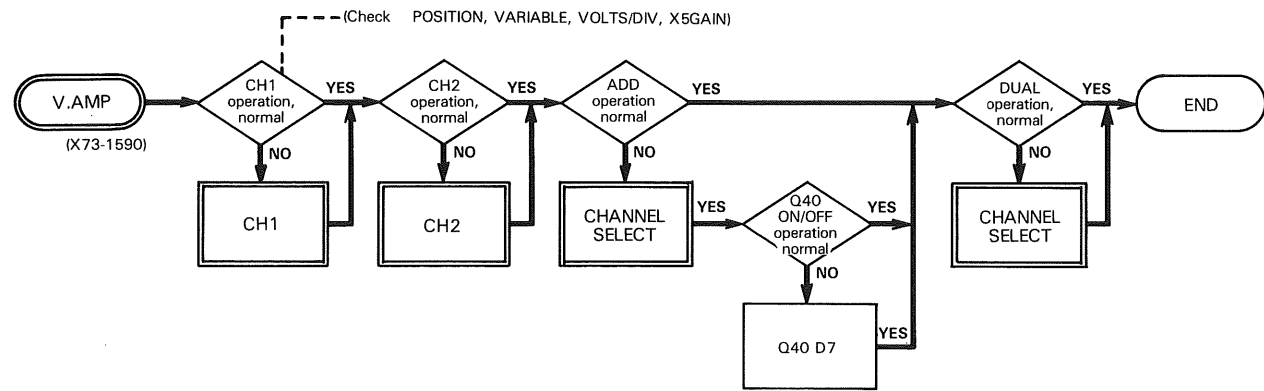 (Check POSITION, VARIABLE, VOLTS/DIV, X5GAIN)
V.AMP
(X73-1590)
CH1
operation,
normal
YES
NO
CH1
CH2
operation,
normal
YES
NO
CH2
ADD
operation
normal
YES
NO
CHANNEL
SELECT
YES
Q40
ON/OFF
operation
normal
YES
NO
Q40 D7
YES
DUAL
operation,
normal
YES
NO
CHANNEL
SELECT
END